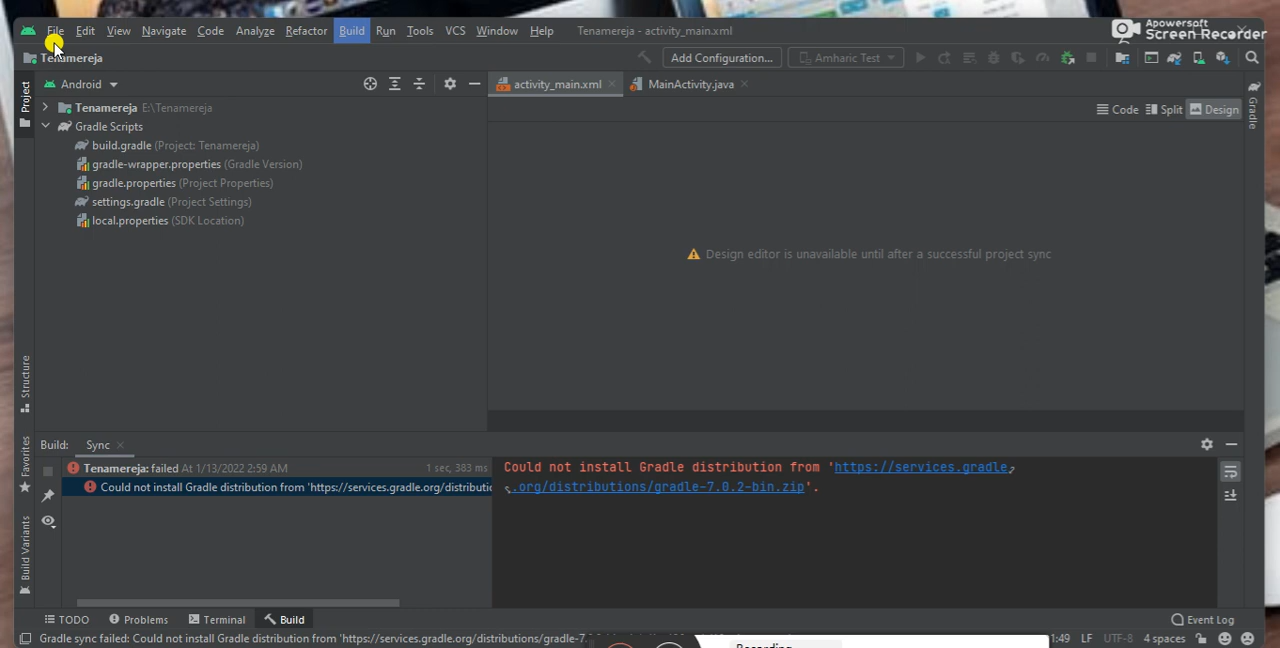 File Edit View Navigate Code Analyze Refactor Build Run Tools VCS Window Help Tenamereja - activity_main.xml
Apowersoft
Screen Recorder
Tenamereja
Add Configuration...
Amharic Test
Project
Android
activity_main.xml
MainActivity.java
Gradle
Tenamereja E:\Tenamereja
Code Split Design
Gradle Scripts
build.gradle (Project: Tenamereja)
gradle-wrapper.properties (Gradle Version)
gradle.properties (Project Properties)
settings.gradle (Project Settings)
local.properties (SDK Location)
Design editor is unavailable until after a successful project sync
Structure
Favorites
Build Variants
Build: Sync
Tenamereja: failed At 1/13/2022 2:59 AM 1 sec, 383 ms
Could not install Gradle distribution from 'https://services.gradle.org/distributic
Could not install Gradle distribution from 'https://services.gradle
.org/distributions/gradle-7.0.2-bin.zip'.
TODO Problems Terminal Build Event Log
Gradle sync failed: Could not install Gradle distribution from 'https://services.gradle.org/distributions/gradle-7. 1:49 LF UTF-8 4 spaces